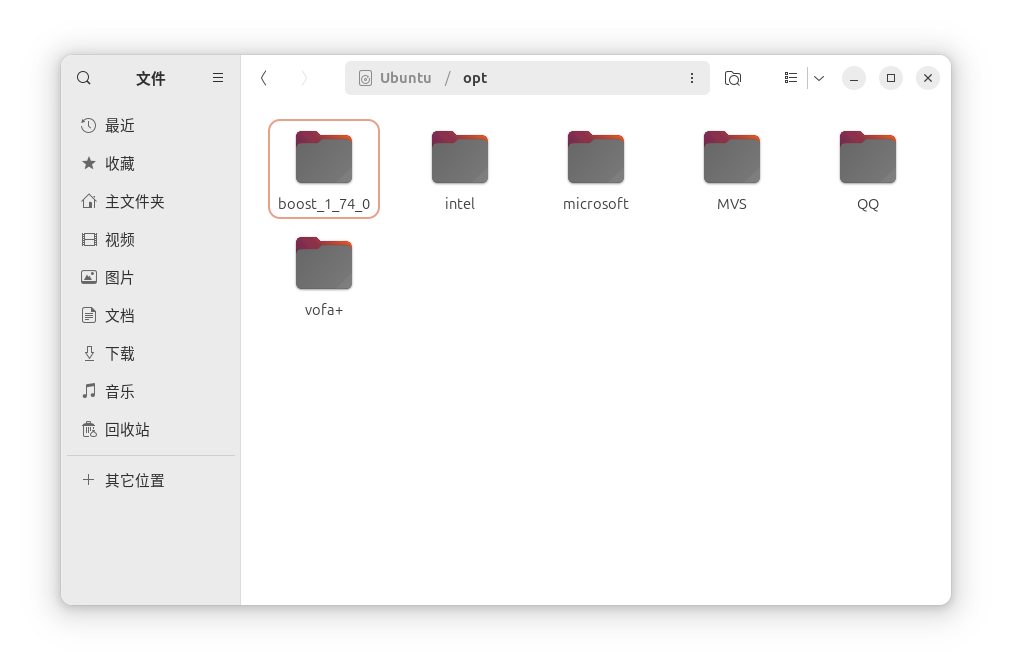 文件
Ubuntu / opt
最近
收藏
主文件夹
视频
图片
文档
下载
音乐
回收站
其它位置
boost_1_74_0
intel
microsoft
MVS
QQ
vofa+